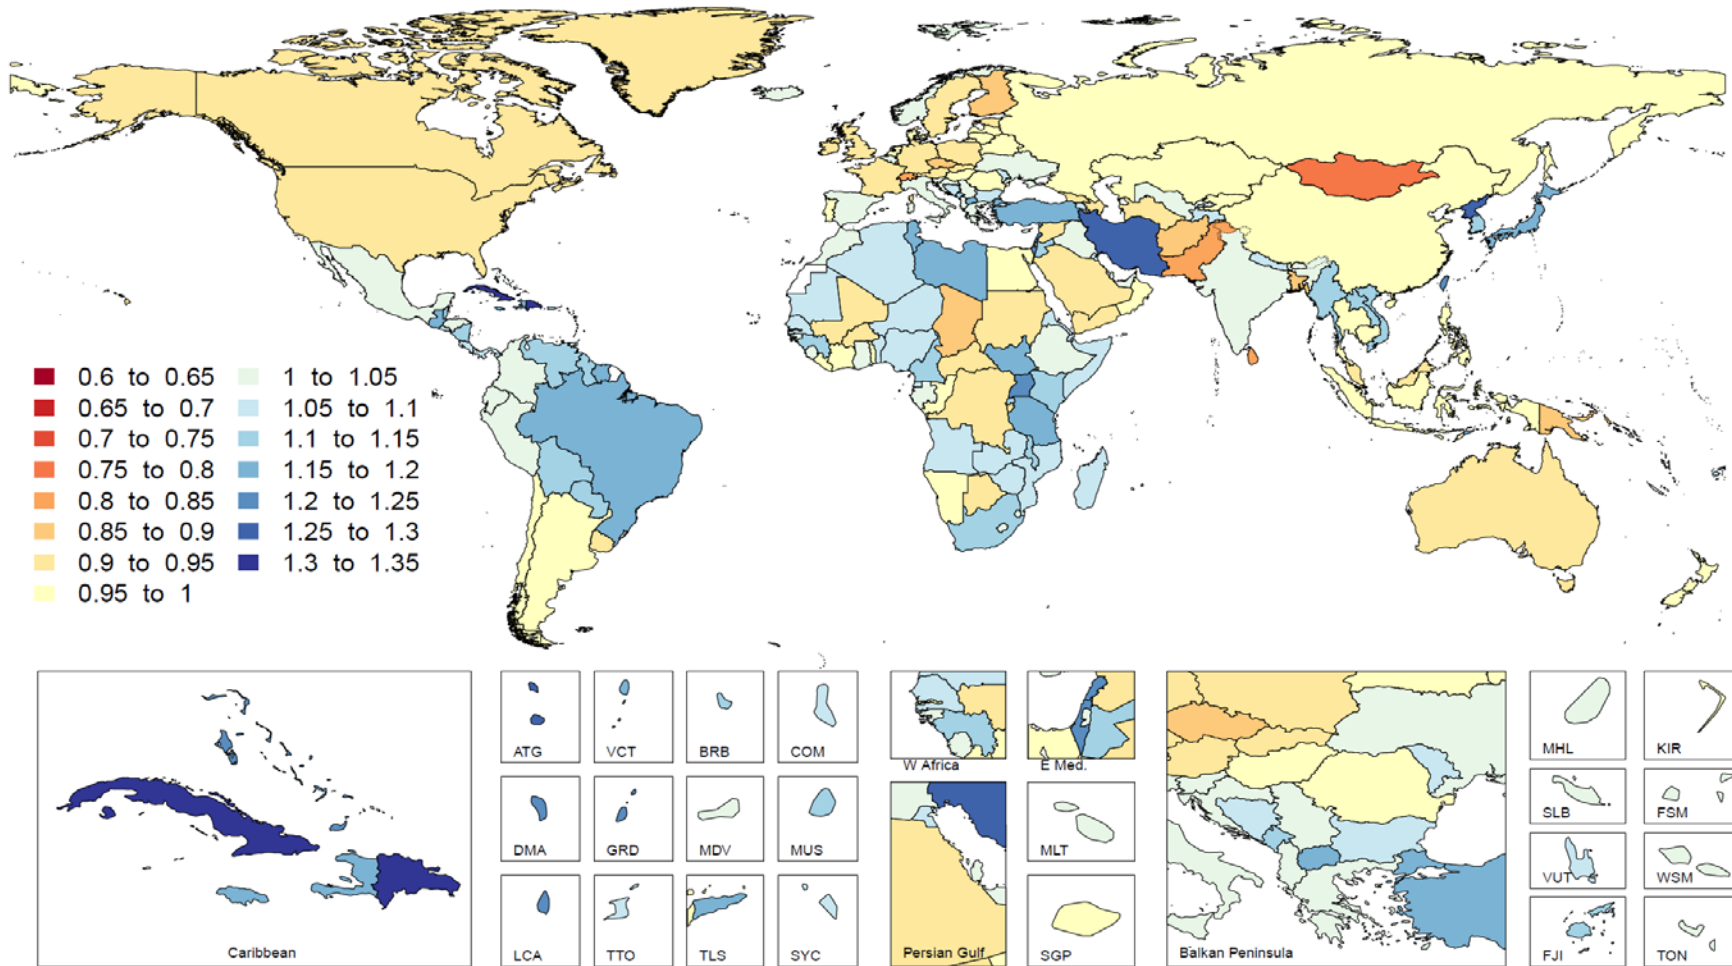 0.6 to 0.65
0.65 to 0.7
0.7 to 0.75
0.75 to 0.8
0.8 to 0.85
0.85 to 0.9
0.9 to 0.95
0.95 to 1
1 to 1.05
1.05 to 1.1
1.1 to 1.15
1.15 to 1.2
1.2 to 1.25
1.25 to 1.3
1.3 to 1.35
Caribbean
ATG
VCT
BRB
COM
DMA
GRD
MDV
MUS
LCA
TTO
TLS
SYC
W Africa
E Med.
Persian Gulf
MLT
SGP
Balkan Peninsula
MHL
KIR
SLB
FSM
VUT
WSM
FJI
TON